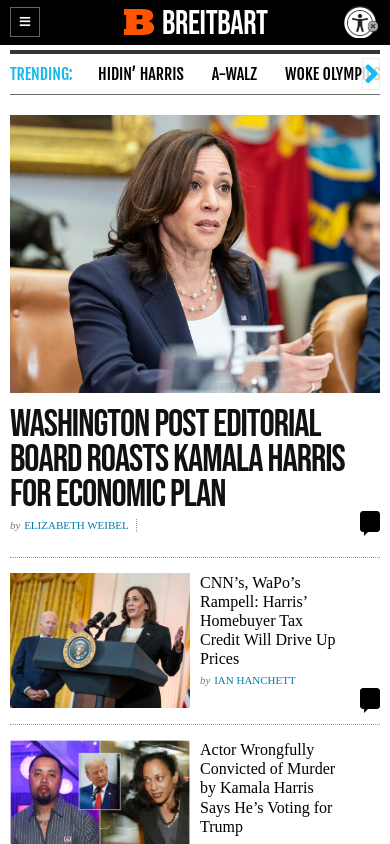 BREITBART
TRENDING: HIDIN’ HARRIS A-WALZ WOKE OLYMP
WASHINGTON POST EDITORIAL
BOARD ROASTS KAMALA HARRIS
FOR ECONOMIC PLAN
by ELIZABETH WEIBEL
CNN’s, WaPo’s
Rampell: Harris’
Homebuyer Tax
Credit Will Drive Up
Prices
by IAN HANCHETT
Actor Wrongfully
Convicted of Murder
by Kamala Harris
Says He’s Voting for
Trump